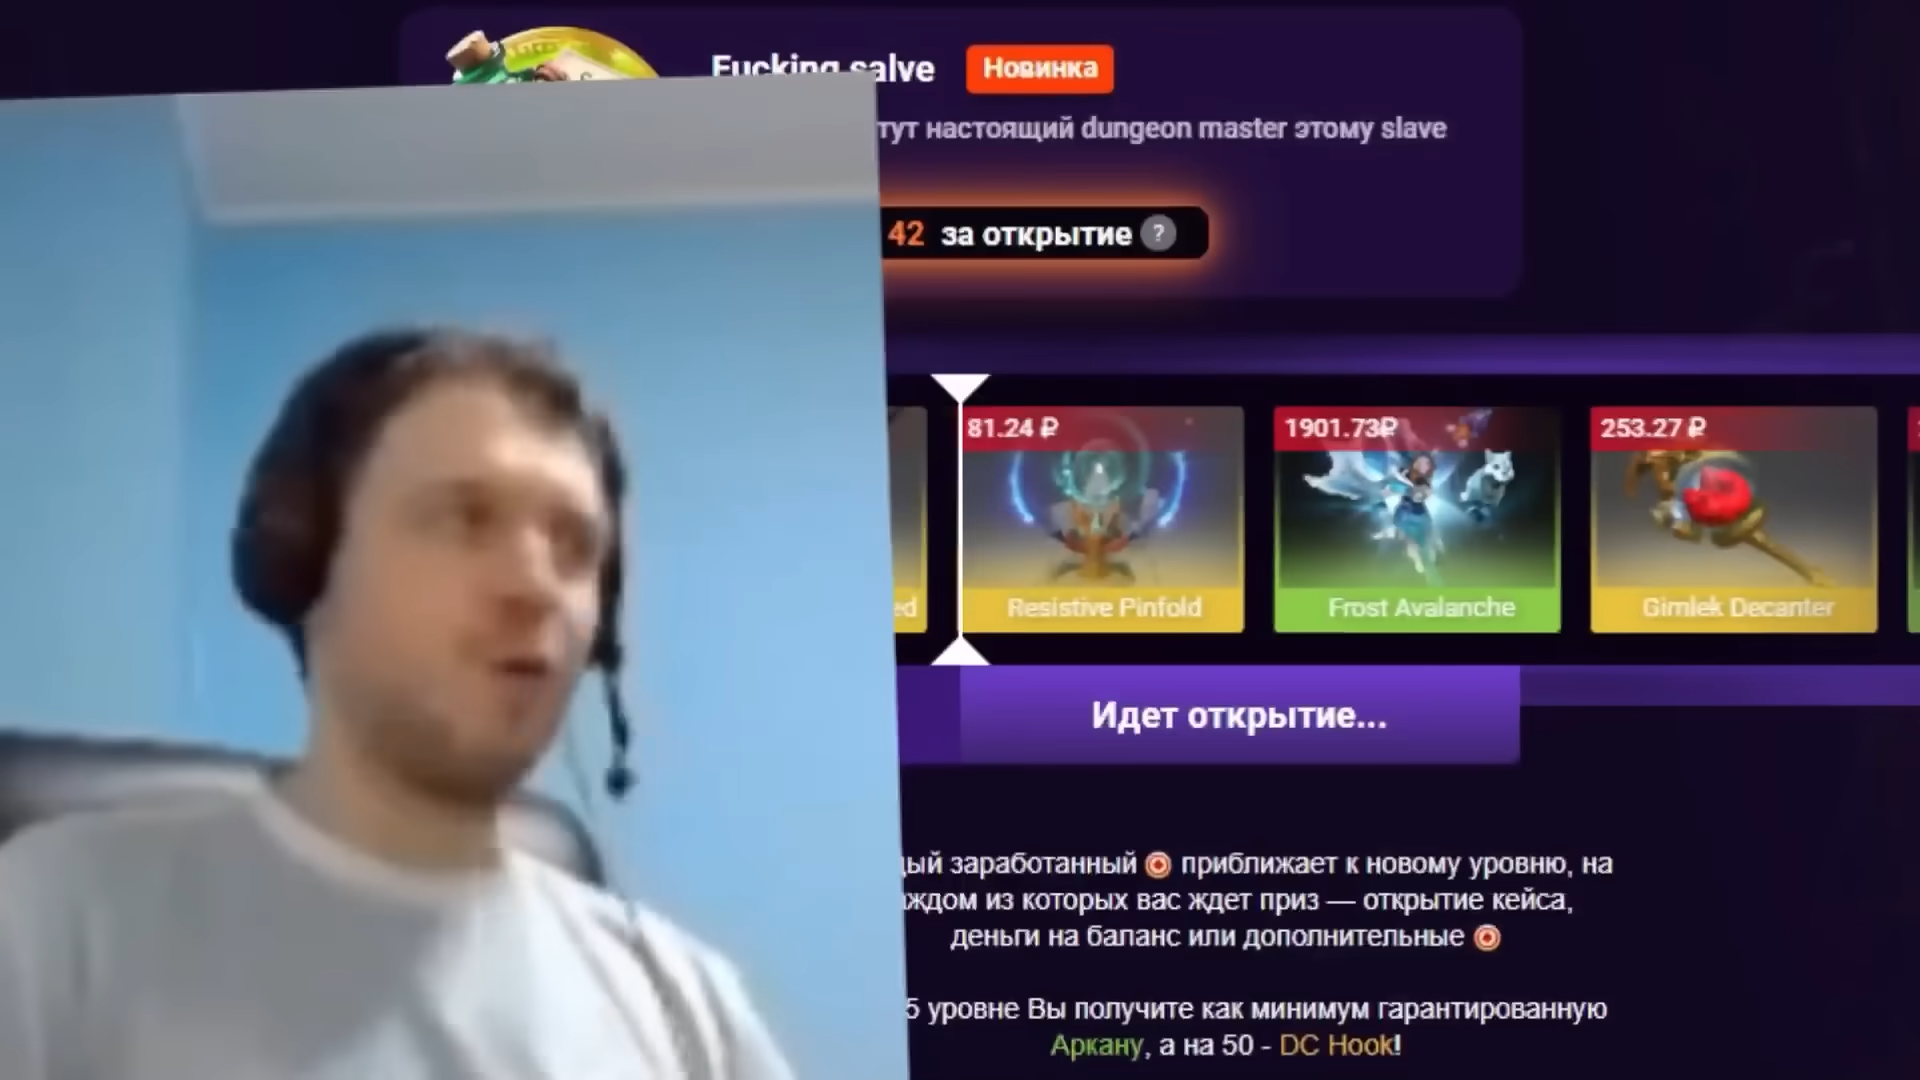 Fucking salve
Новинка
тут настоящий dungeon master этому slave
42 за открытие ?
81.24 ₽
1901.73₽
253.27 ₽
ed
Resistive Pinfold
Frost Avalanche
Gimlek Decanter
Идет открытие...
дый заработанный приближает к новому уровню, на
аждом из которых вас ждет приз — открытие кейса,
деньги на баланс или дополнительные
5 уровне Вы получите как минимум гарантированную
Аркану, а на 50 - DC Hook!